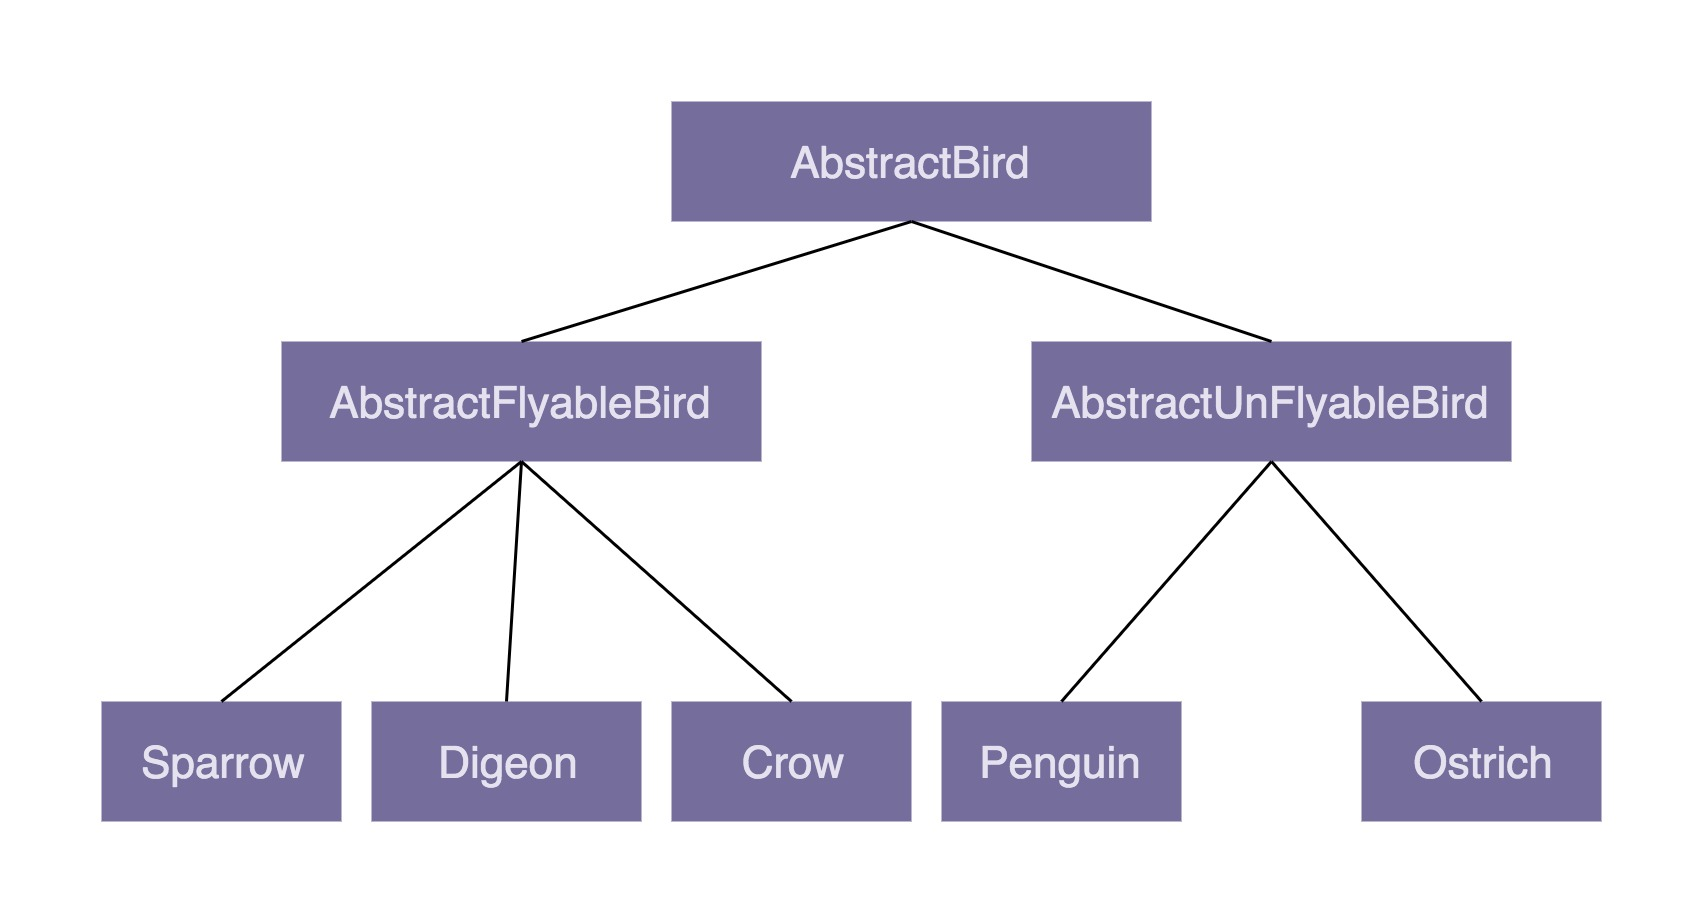 AbstractBird
AbstractFlyableBird
AbstractUnFlyableBird
Sparrow
Digeon
Crow
Penguin
Ostrich